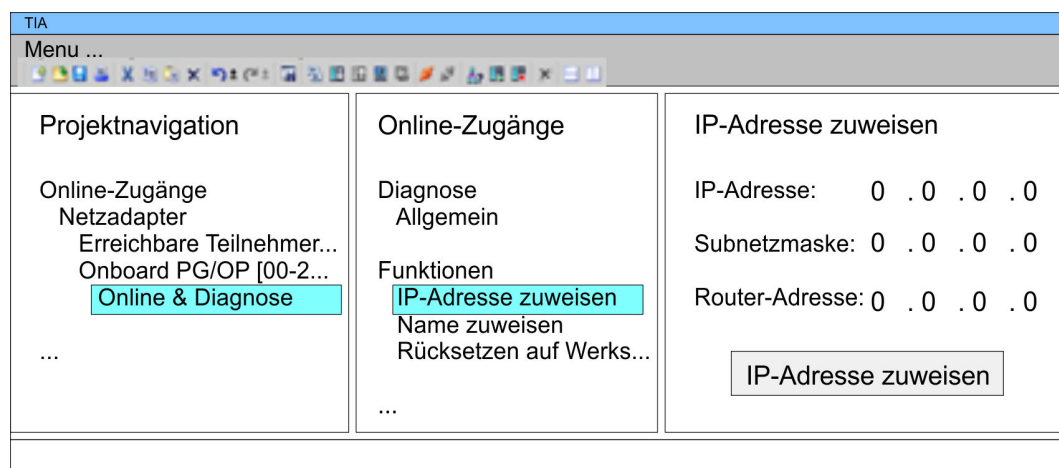 TIA
Menu ...
Projektnavigation
Online-Zugänge
Netzadapter
Erreichbare Teilnehmer...
Onboard PG/OP [00-2...
Online & Diagnose
...
Online-Zugänge
Diagnose
Allgemein
Funktionen
IP-Adresse zuweisen
Name zuweisen
Rücksetzen auf Werks...
...
IP-Adresse zuweisen
IP-Adresse: 0 . 0 . 0 . 0
Subnetzmaske: 0 . 0 . 0 . 0
Router-Adresse: 0 . 0 . 0 . 0
IP-Adresse zuweisen